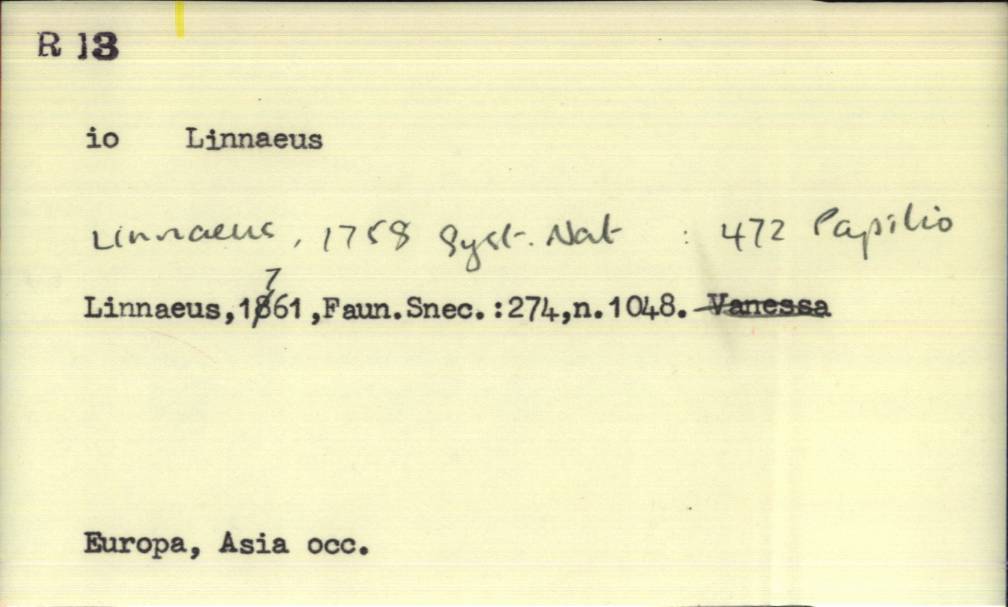 R 13
io Linnaeus
Linnaeus, 1758 Syst. Nat : 472 Papilio
7
Linnaeus,1861,Faun.Snec.:274,n.1048. Vanessa
Europa, Asia occ.